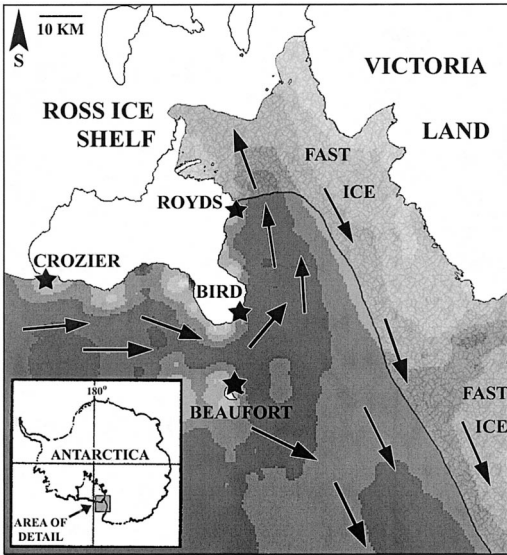 10 KM
S
VICTORIA
LAND
ROSS ICE
SHELF
FAST
ICE
ROYDS
CROZIER
BIRD
BEAUFORT
FAST
ICE
180°
ANTARCTICA
AREA OF
DETAIL